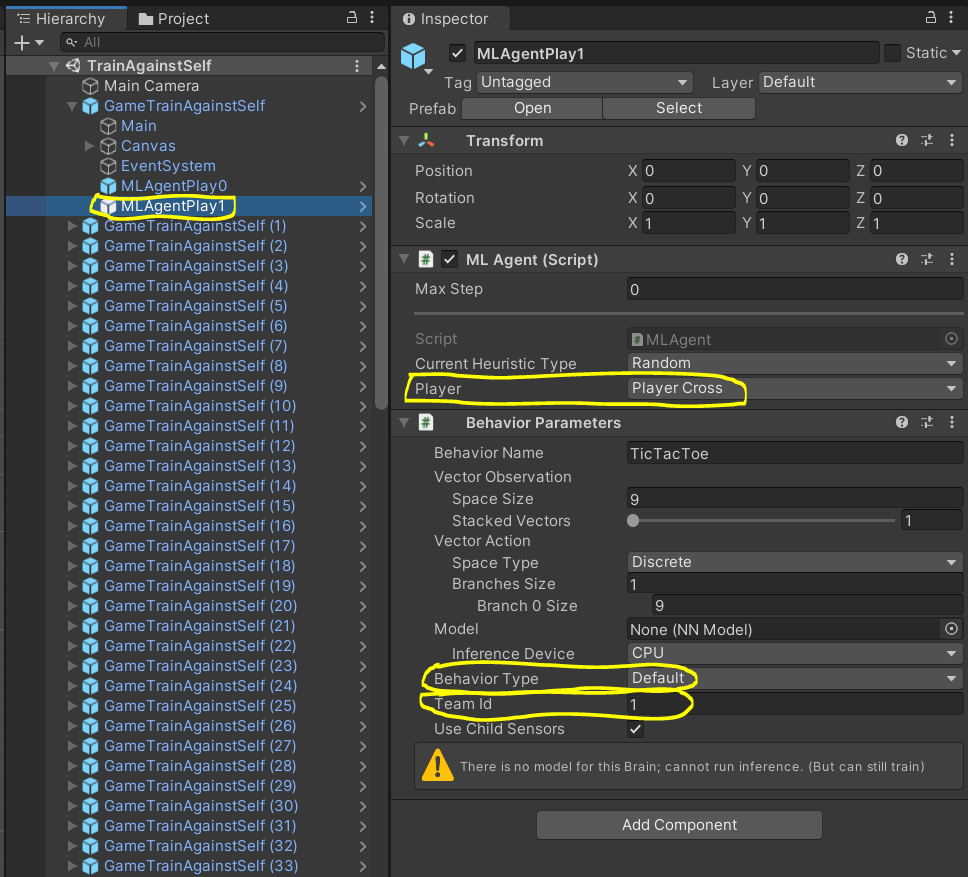 Hierarchy
Project
All
TrainAgainstSelf
Main Camera
GameTrainAgainstSelf
Main
Canvas
EventSystem
MLAgentPlay0
MLAgentPlay1
GameTrainAgainstSelf (1)
GameTrainAgainstSelf (2)
GameTrainAgainstSelf (3)
GameTrainAgainstSelf (4)
GameTrainAgainstSelf (5)
GameTrainAgainstSelf (6)
GameTrainAgainstSelf (7)
GameTrainAgainstSelf (8)
GameTrainAgainstSelf (9)
GameTrainAgainstSelf (10)
GameTrainAgainstSelf (11)
GameTrainAgainstSelf (12)
GameTrainAgainstSelf (13)
GameTrainAgainstSelf (14)
GameTrainAgainstSelf (15)
GameTrainAgainstSelf (16)
GameTrainAgainstSelf (17)
GameTrainAgainstSelf (18)
GameTrainAgainstSelf (19)
GameTrainAgainstSelf (20)
GameTrainAgainstSelf (21)
GameTrainAgainstSelf (22)
GameTrainAgainstSelf (23)
GameTrainAgainstSelf (24)
GameTrainAgainstSelf (25)
GameTrainAgainstSelf (26)
GameTrainAgainstSelf (27)
GameTrainAgainstSelf (28)
GameTrainAgainstSelf (29)
GameTrainAgainstSelf (30)
GameTrainAgainstSelf (31)
GameTrainAgainstSelf (32)
GameTrainAgainstSelf (33)
Inspector
MLAgentPlay1 Static
Tag Untagged Layer Default
Prefab Open Select
Transform
Position X 0 Y 0 Z 0
Rotation X 0 Y 0 Z 0
Scale X 1 Y 1 Z 1
# ML Agent (Script)
Max Step 0
Script # MLAgent
Current Heuristic Type Random
Player Player Cross
# Behavior Parameters
Behavior Name TicTacToe
Vector Observation
Space Size 9
Stacked Vectors 1
Vector Action
Space Type Discrete
Branches Size 1
Branch 0 Size 9
Model None (NN Model)
Inference Device CPU
Behavior Type Default
Team Id 1
Use Child Sensors
There is no model for this Brain; cannot run inference. (But can still train)
Add Component